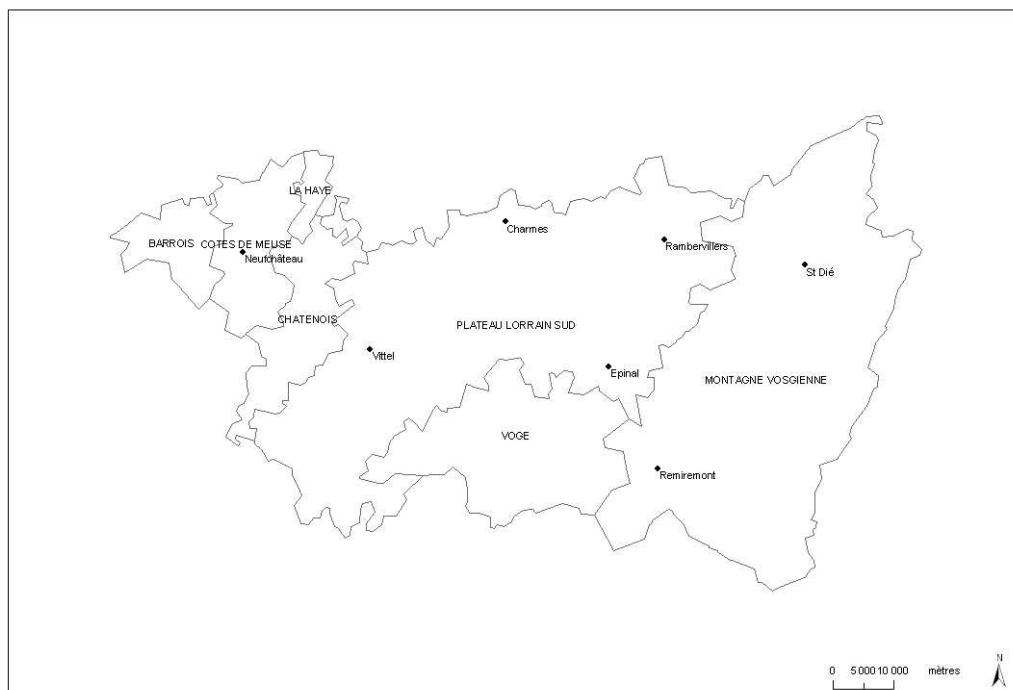 LA HAYE
Charmes
BARROIS
COTES DE MEUSE
Rambervillers
Neufchâteau
St Dié
CHATENOIS
PLATEAU LORRAIN SUD
Vittel
Epinal
MONTAGNE VOSGIENNE
VOGE
Remiremont
N
0 5 000 10 000 mètres